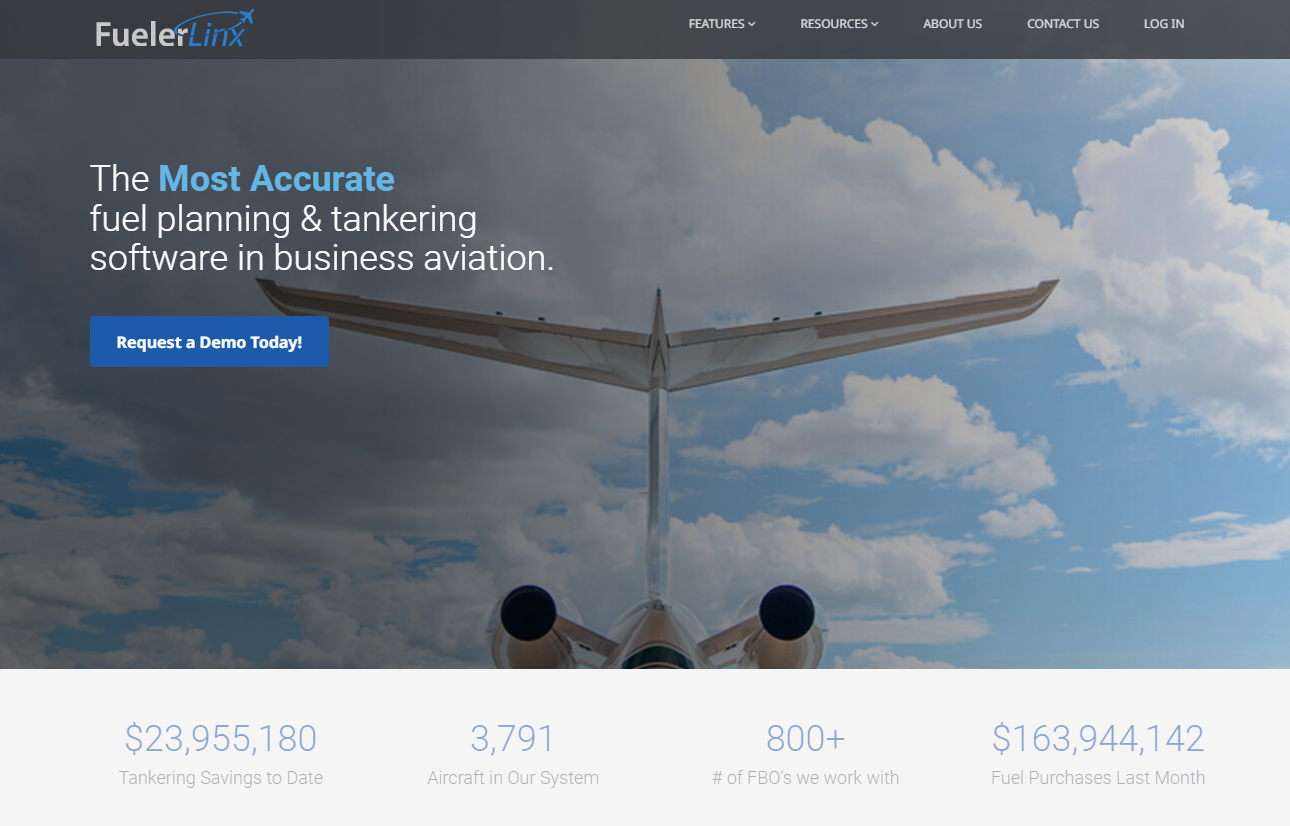 FuelerLinx
FEATURES RESOURCES ABOUT US CONTACT US LOG IN
The Most Accurate
fuel planning & tankering
software in business aviation.
Request a Demo Today!
$23,955,180 3,791 800+ $163,944,142
Tankering Savings to Date Aircraft in Our System # of FBO's we work with Fuel Purchases Last Month